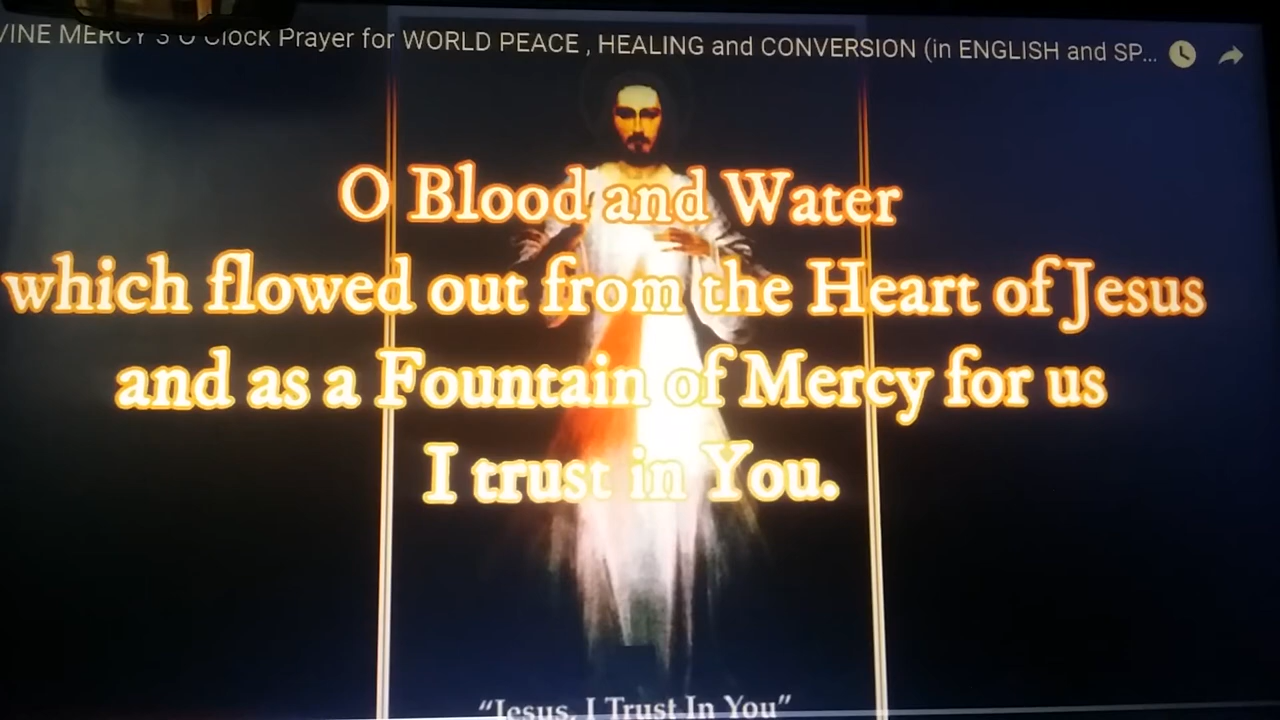 VINE MERCY 3 O Clock Prayer for WORLD PEACE , HEALING and CONVERSION (in ENGLISH and SP...
O Blood and Water
which flowed out from the Heart of Jesus
and as a Fountain of Mercy for us
I trust in You.
“Jesus, I Trust In You”